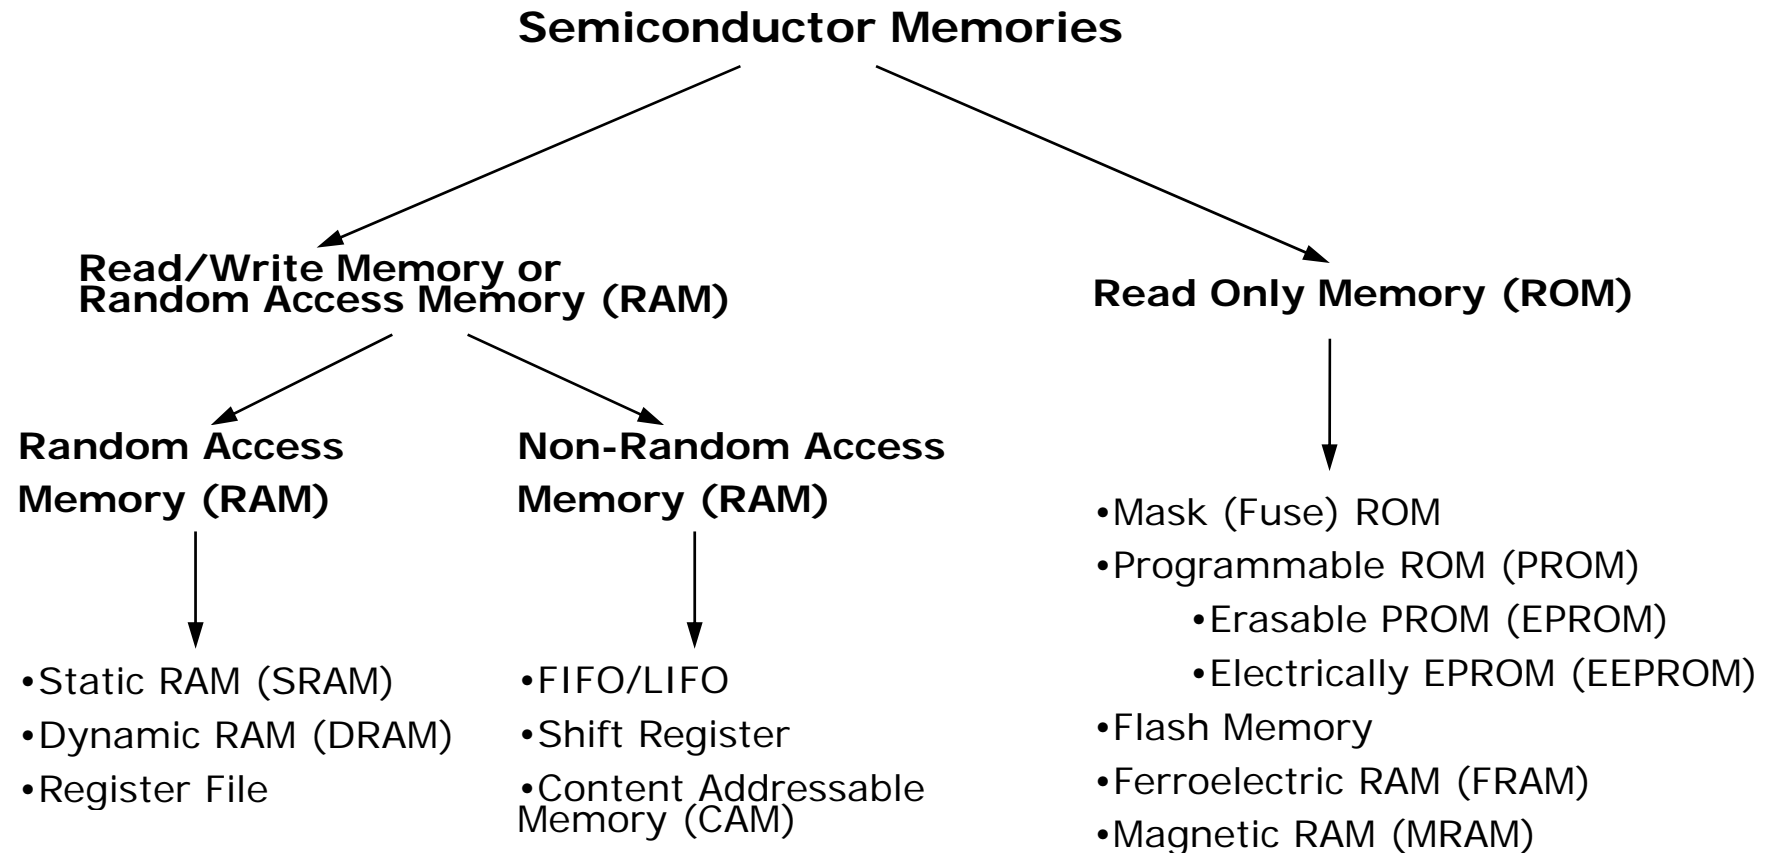 Semiconductor Memories
Read/Write Memory or
Random Access Memory (RAM)
Read Only Memory (ROM)
Random Access
Memory (RAM)
Non-Random Access
Memory (RAM)
•Static RAM (SRAM)
•Dynamic RAM (DRAM)
•Register File
•FIFO/LIFO
•Shift Register
•Content Addressable
Memory (CAM)
•Mask (Fuse) ROM
•Programmable ROM (PROM)
•Erasable PROM (EPROM)
•Electrically EPROM (EEPROM)
•Flash Memory
•Ferroelectric RAM (FRAM)
•Magnetic RAM (MRAM)